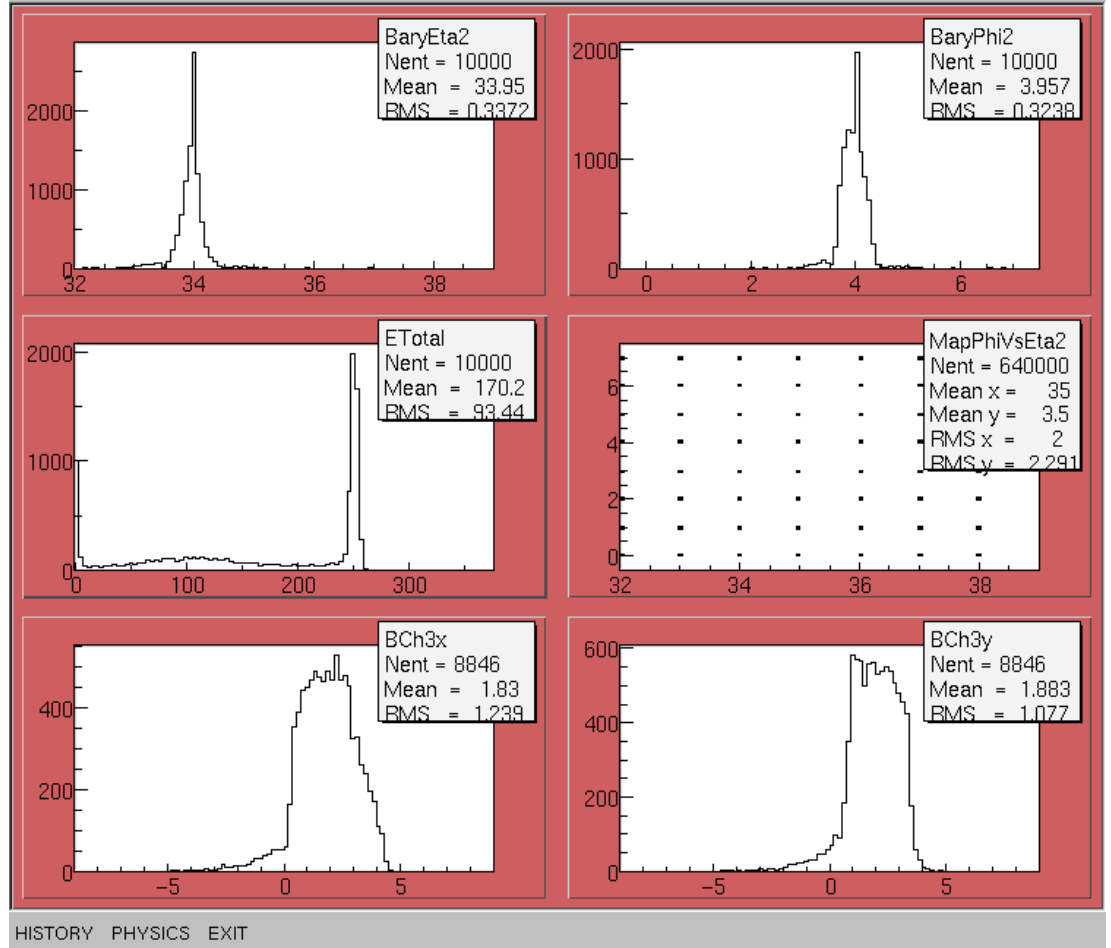 BaryEta2
Nent = 10000
Mean = 33.95
RMS = 0.3372
2000
1000
0
32 34 36 38
BaryPhi2
Nent = 10000
Mean = 3.957
RMS = 0.3238
2000
1000
0
0 2 4 6
ETotal
Nent = 10000
Mean = 170.2
RMS = 93.44
2000
1000
0
0 100 200 300
MapPhiVsEta2
Nent = 640000
Mean x = 35
Mean y = 3.5
RMS x = 2
RMS y = 2.291
6
4
2
0
32 34 36 38
BCh3x
Nent = 8846
Mean = 1.83
RMS = 1.239
400
200
0
-5 0 5
BCh3y
Nent = 8846
Mean = 1.883
RMS = 1.077
600
400
200
0
-5 0 5
HISTORY PHYSICS EXIT